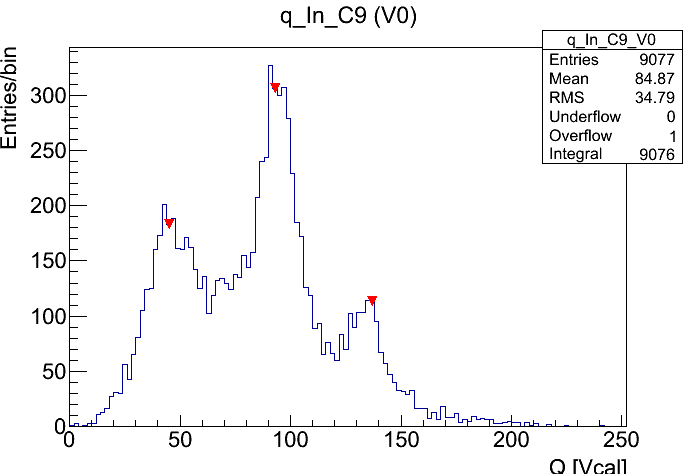 q_In_C9 (V0)
q_In_C9_V0
Entries 9077
Mean 84.87
RMS 34.79
Underflow 0
Overflow 1
Integral 9076
Entries/bin
300
250
200
150
100
50
0
0 50 100 150 200 250
Q [Vcal]